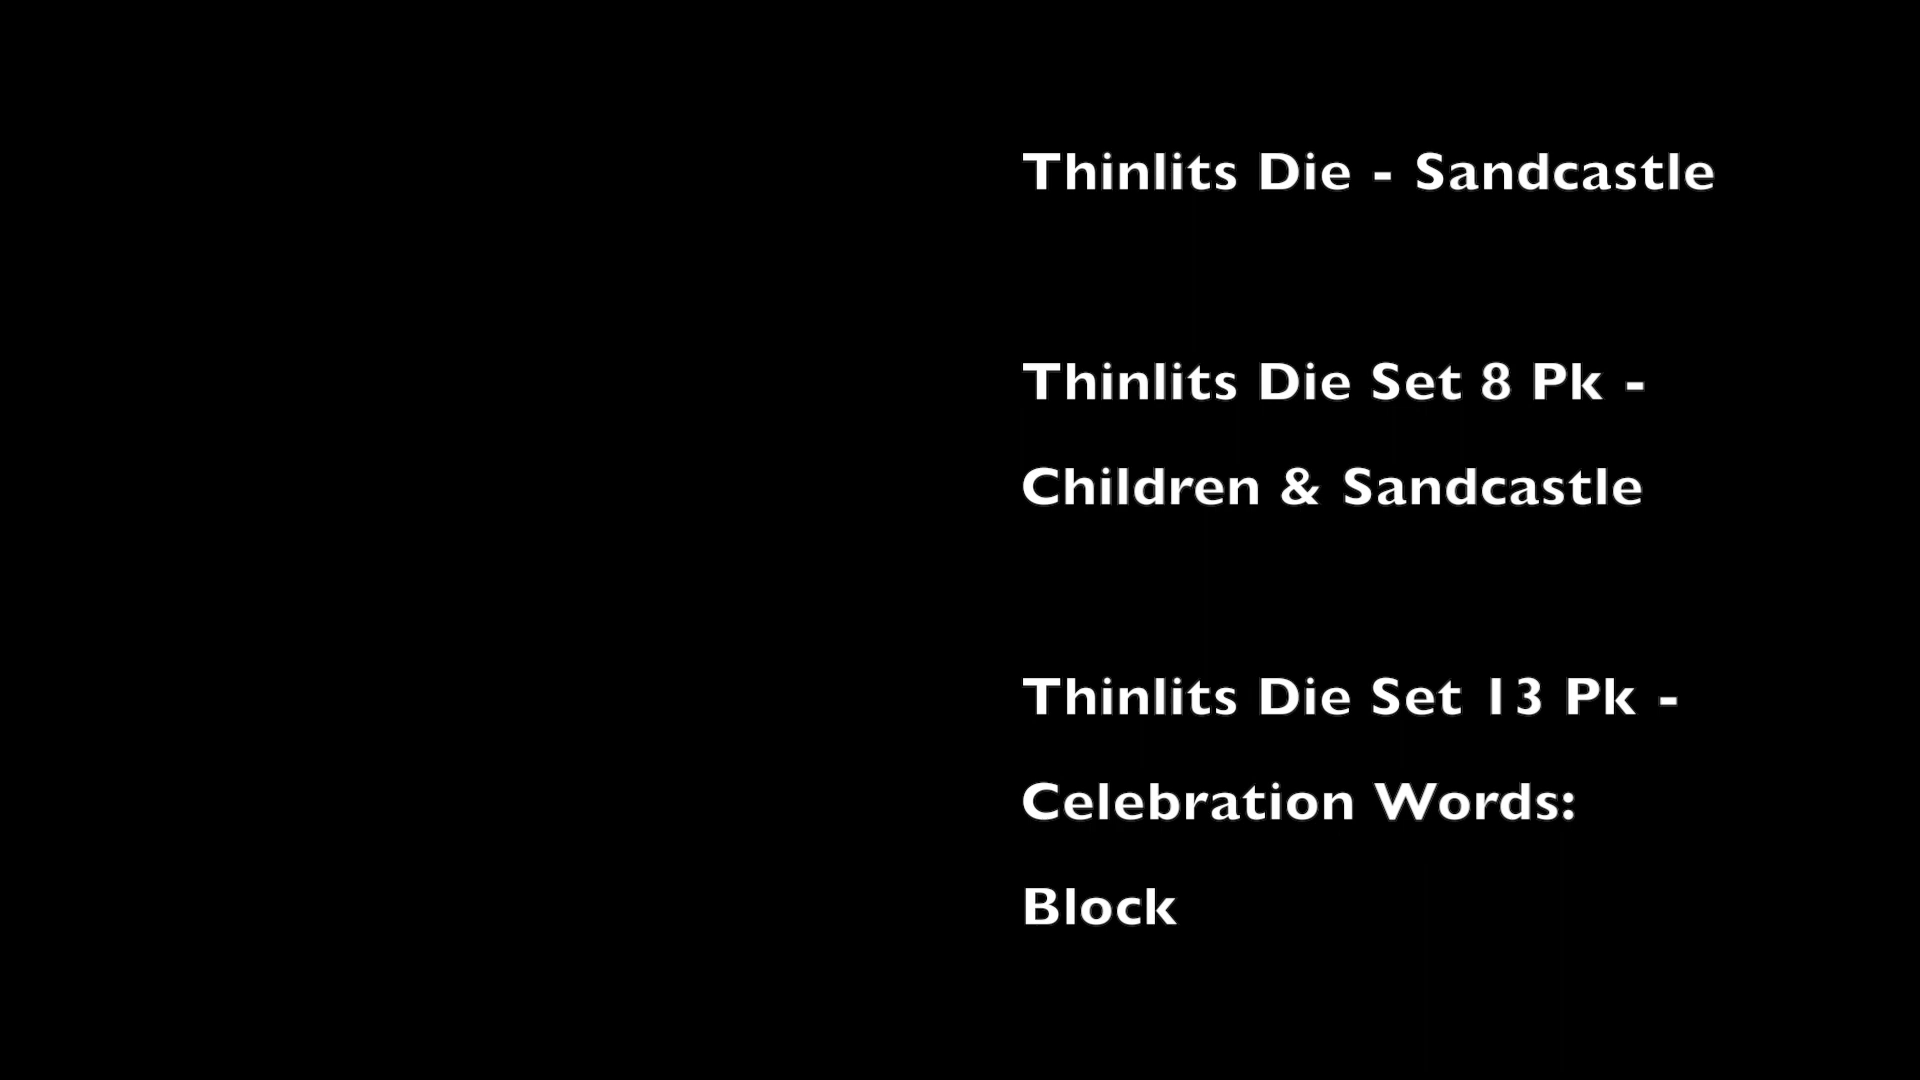 Thinlits Die - Sandcastle
Thinlits Die Set 8 Pk -
Children & Sandcastle
Thinlits Die Set 13 Pk -
Celebration Words:
Block